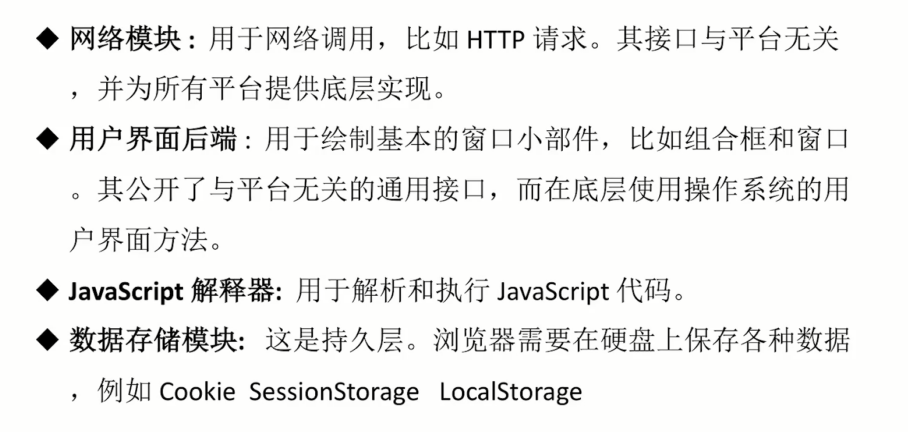 ◆ 网络模块：用于网络调用，比如 HTTP 请求。其接口与平台无关
，并为所有平台提供底层实现。
◆ 用户界面后端：用于绘制基本的窗口小部件，比如组合框和窗口
。其公开了与平台无关的通用接口，而在底层使用操作系统的用
户界面方法。
◆ JavaScript 解释器: 用于解析和执行 JavaScript 代码。
◆ 数据存储模块: 这是持久层。浏览器需要在硬盘上保存各种数据
，例如 Cookie SessionStorage LocalStorage